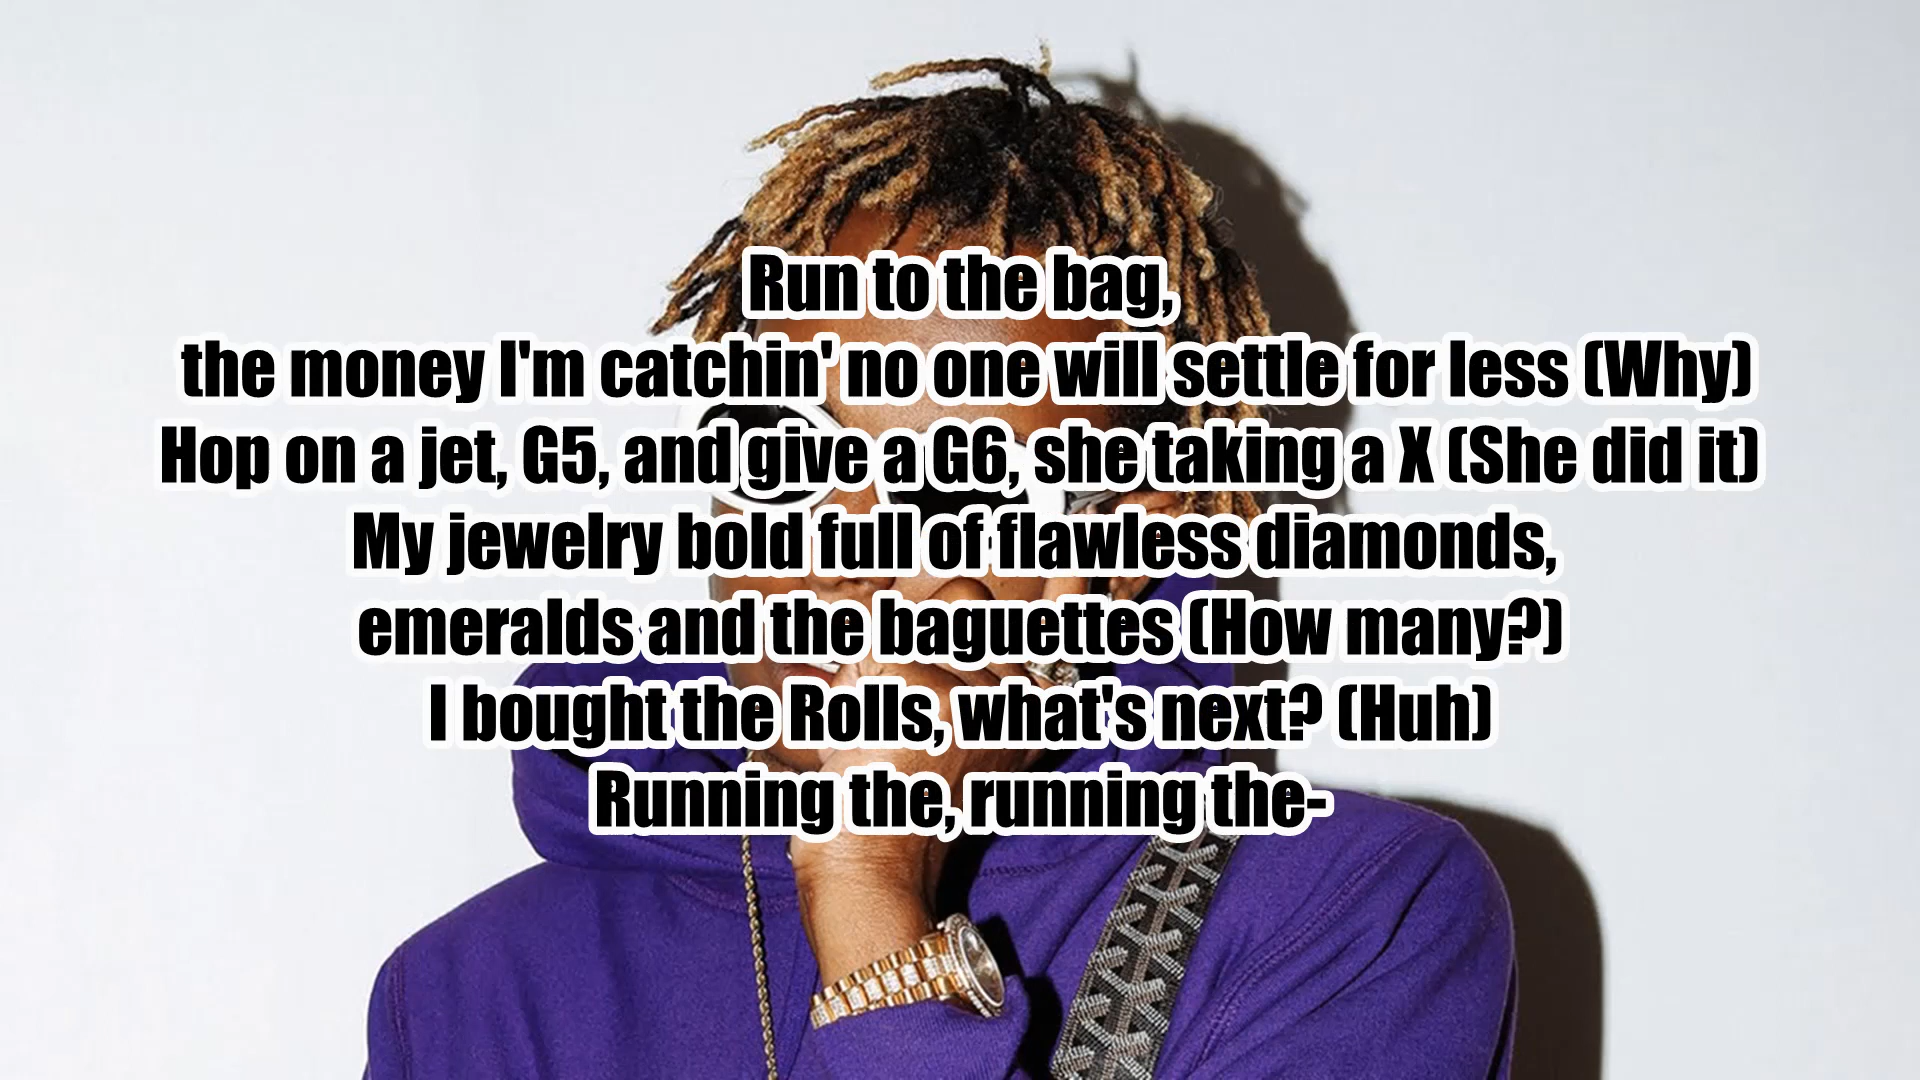 Run to the bag,
the money I'm catchin' no one will settle for less (Why)
Hop on a jet, G5, and give a G6, she taking a X (She did it)
My jewelry bold full of flawless diamonds,
emeralds and the baguettes (How many?)
I bought the Rolls, what's next? (Huh)
Running the, running the-